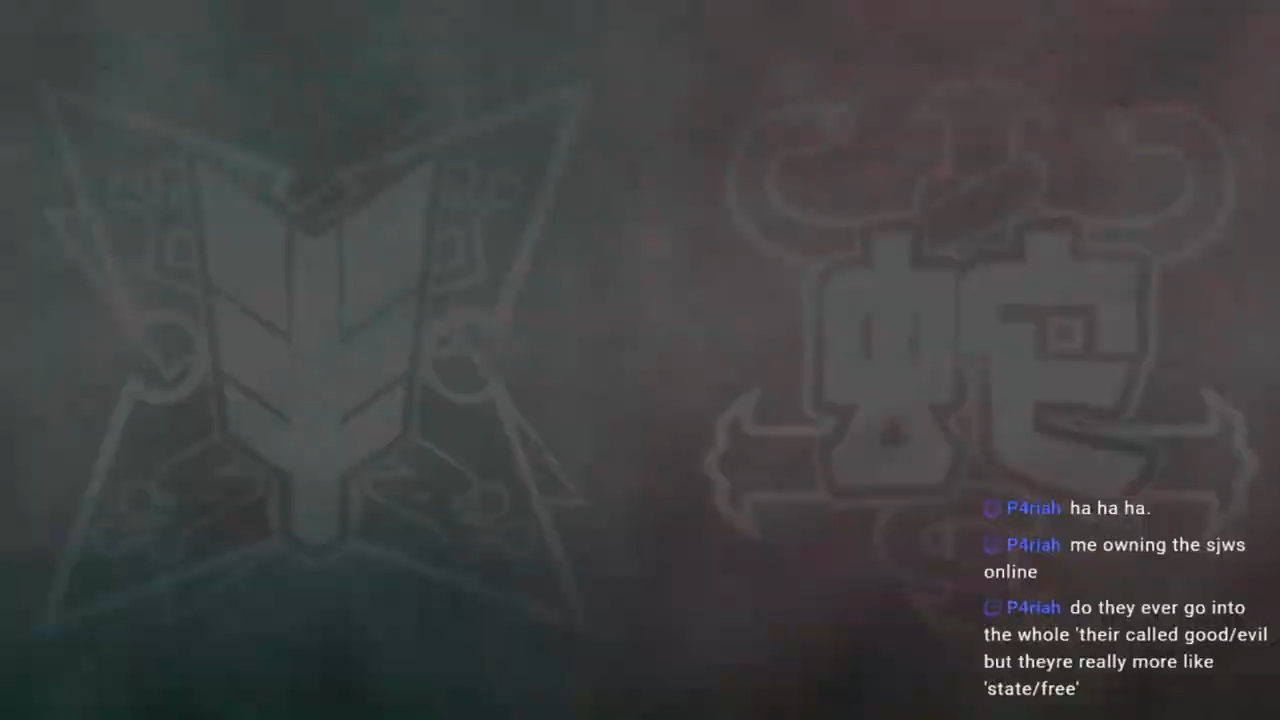 蛇
P4riah ha ha ha.
P4riah me owning the sjws
online
P4riah do they ever go into
the whole 'their called good/evil
but theyre really more like
'state/free'